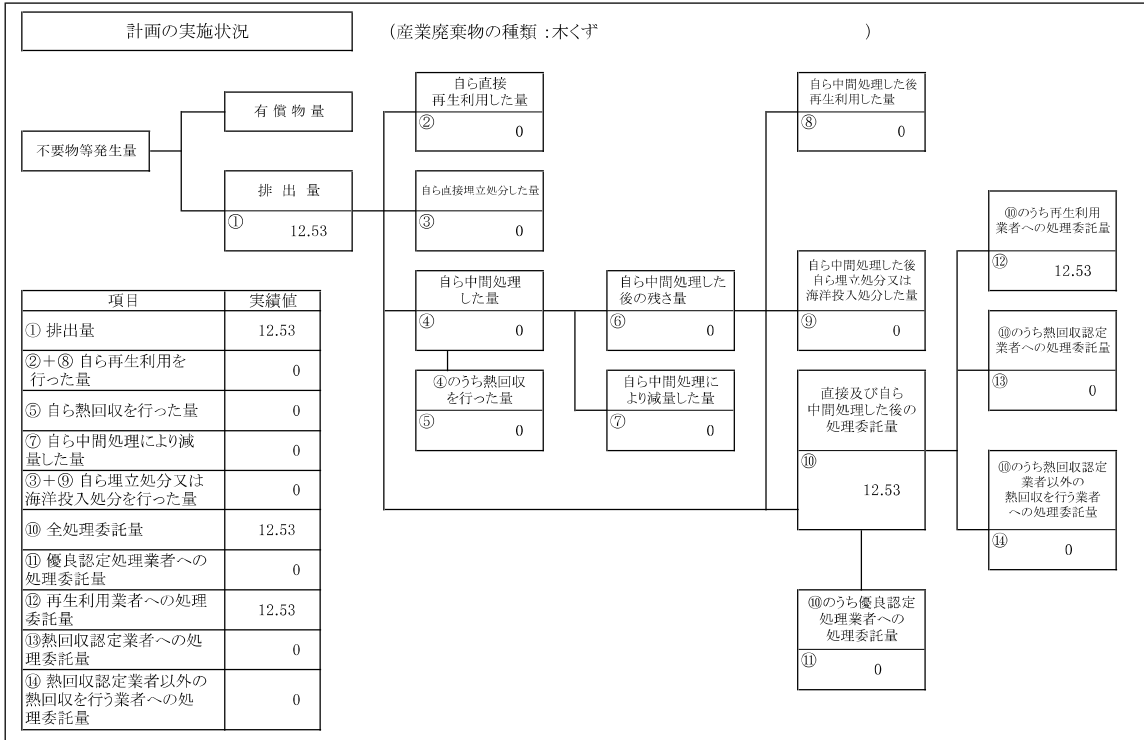 計画の実施状況
(産業廃棄物の種類：木くず　　　　　　　　)
不要物等発生量
有 償 物 量
排 出 量
①
12.53
自ら直接
再生利用した量
②
0
自ら直接埋立処分した量
③
0
自ら中間処理
した量
④
0
④のうち熱回収
を行った量
⑤
0
自ら中間処理した
後の残さ量
⑥
0
自ら中間処理に
より減量した量
⑦
0
自ら中間処理した後
再生利用した量
⑧
0
自ら中間処理した後
自ら埋立処分又は
海洋投入処分した量
⑨
0
直接及び自ら
中間処理した後の
処理委託量
⑩
12.53
⑩のうち優良認定
処理業者への
処理委託量
⑪
0
⑩のうち再生利用
業者への処理委託量
⑫
12.53
⑩のうち熱回収認定
業者への処理委託量
⑬
0
⑩のうち熱回収認定
業者以外の
熱回収を行う業者
への処理委託量
⑭
0
項目 実績値
① 排出量 12.53
②＋⑧ 自ら再生利用を
行った量 0
⑤ 自ら熱回収を行った量 0
⑦ 自ら中間処理により減
量した量 0
③＋⑨ 自ら埋立処分又は
海洋投入処分を行った量 0
⑩ 全処理委託量 12.53
⑪ 優良認定処理業者への
処理委託量 0
⑫ 再生利用業者への処理
委託量 12.53
⑬熱回収認定業者への処
理委託量 0
⑭ 熱回収認定業者以外の
熱回収を行う業者への処
理委託量 0